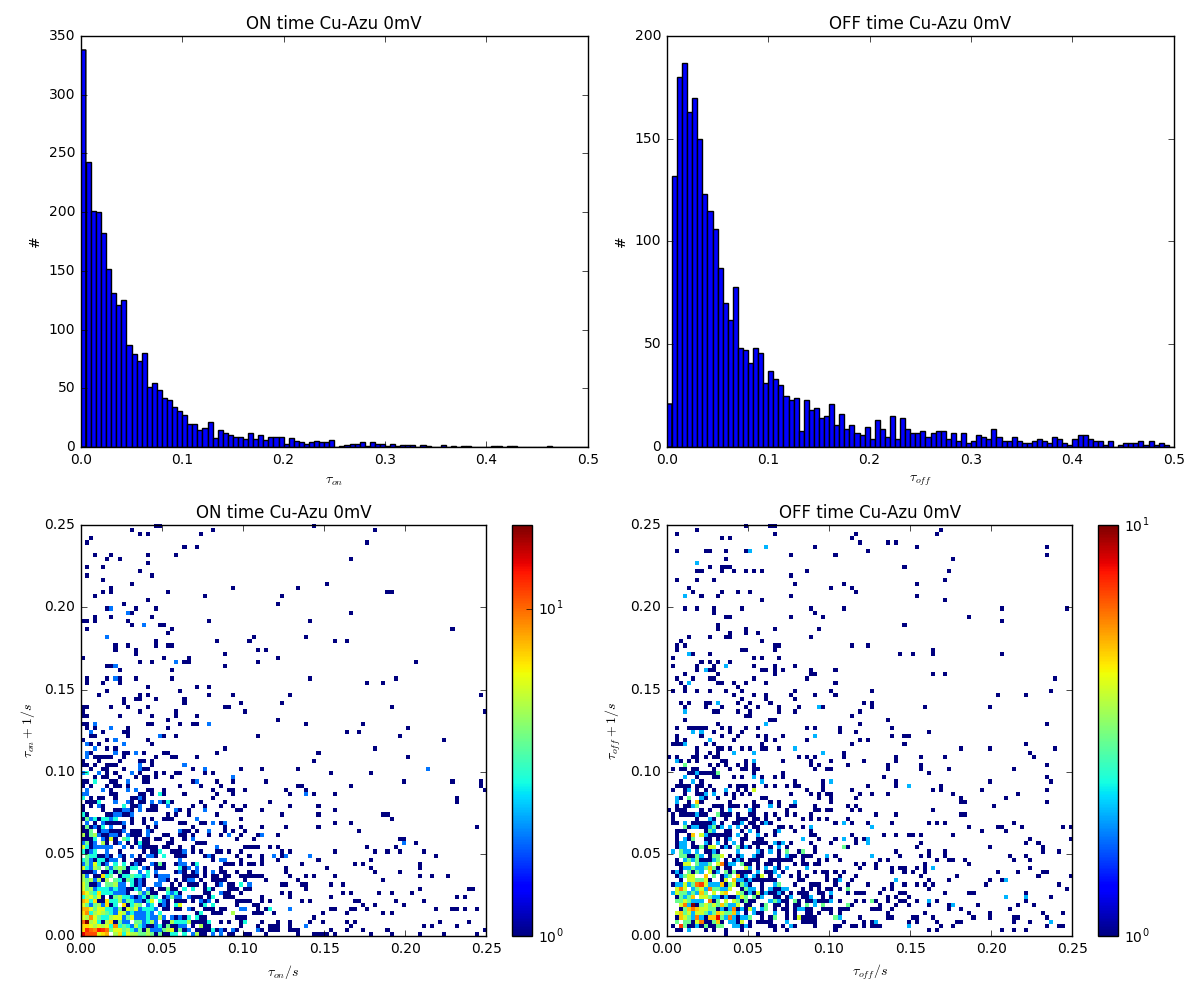 ON time Cu-Azu 0mV
350
300
250
200
150
100
50
0
#
0.0 0.1 0.2 0.3 0.4 0.5
τ_on
OFF time Cu-Azu 0mV
200
150
100
50
0
#
0.0 0.1 0.2 0.3 0.4 0.5
τ_off
ON time Cu-Azu 0mV
0.25
0.20
0.15
0.10
0.05
0.00
τ_on + 1/s
0.00 0.05 0.10 0.15 0.20 0.25
τ_on/s
10^1
10^0
OFF time Cu-Azu 0mV
0.25
0.20
0.15
0.10
0.05
0.00
τ_off + 1/s
0.00 0.05 0.10 0.15 0.20 0.25
τ_off/s
10^1
10^0